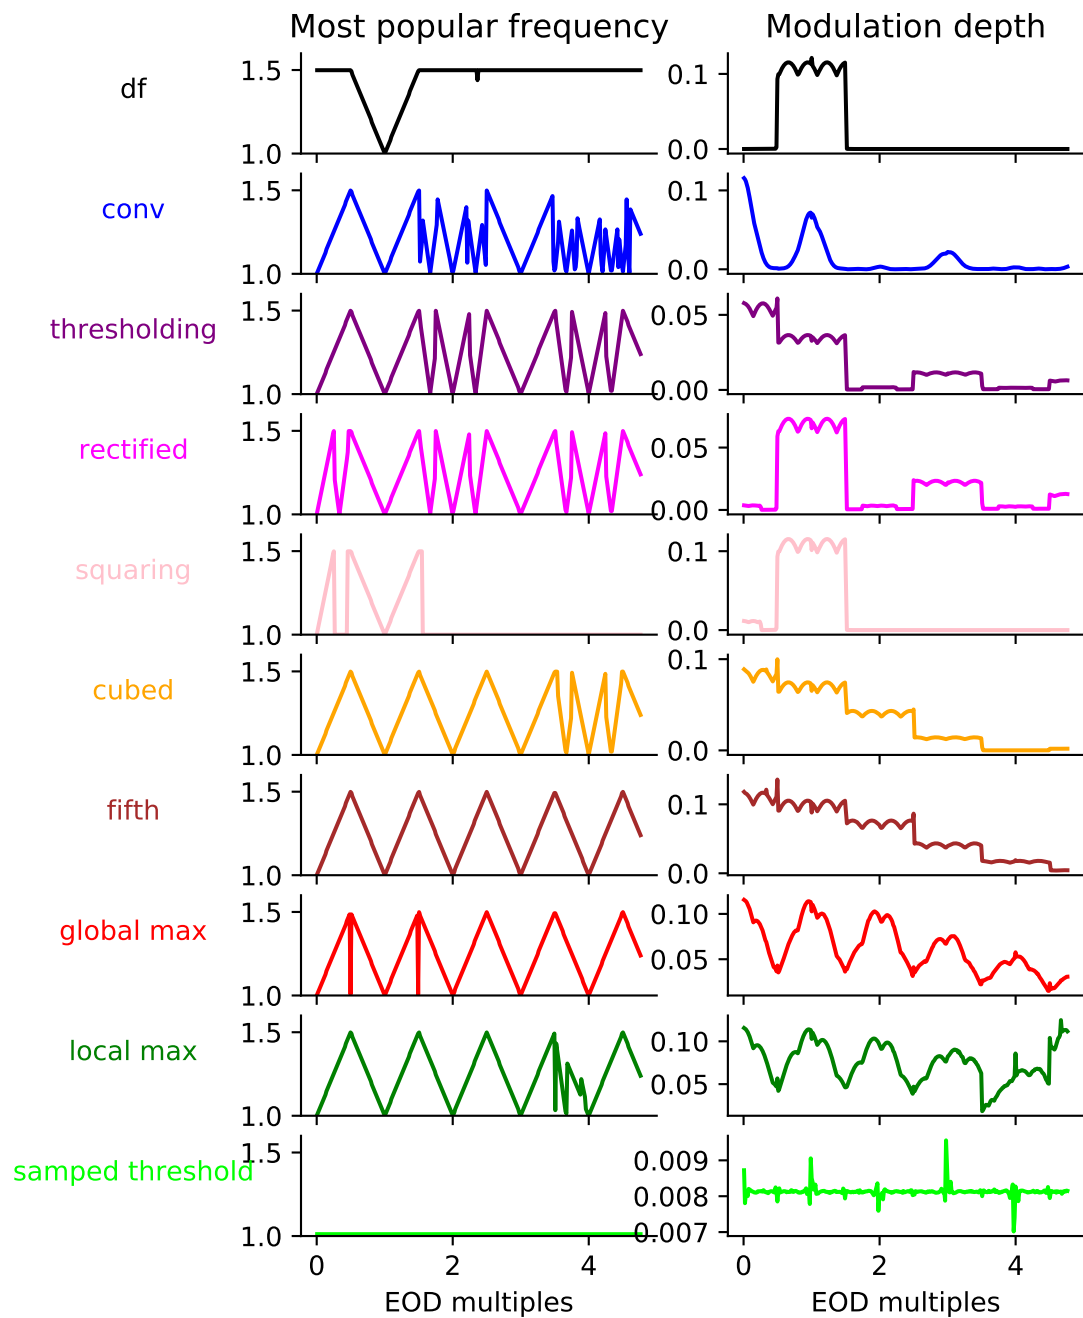 Most popular frequency Modulation depth
df 1.5 1.0 0.1 0.0
conv 1.5 1.0 0.1 0.0
thresholding 1.5 1.0 0.05 0.00
rectified 1.5 1.0 0.05 0.00
squaring 1.5 1.0 0.1 0.0
cubed 1.5 1.0 0.1 0.0
fifth 1.5 1.0 0.1 0.0
global max 1.5 1.0 0.10 0.05
local max 1.5 1.0 0.10 0.05
samped threshold 1.5 1.0 0.009 0.008 0.007
0 2 4 0 2 4
EOD multiples EOD multiples